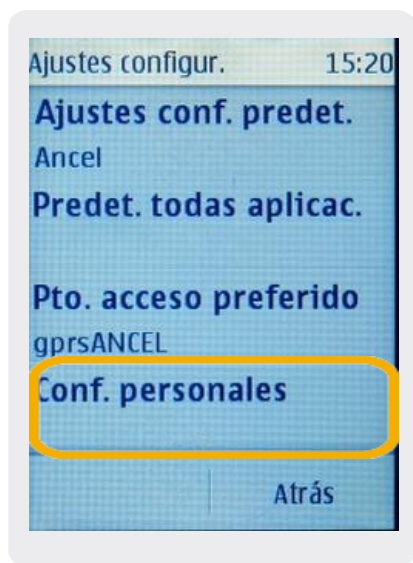 Ajustes configur. 15:20
Ajustes conf. predet.
Ancel
Predet. todas aplicac.
Pto. acceso preferido
gprsANCEL
Conf. personales
Atrás